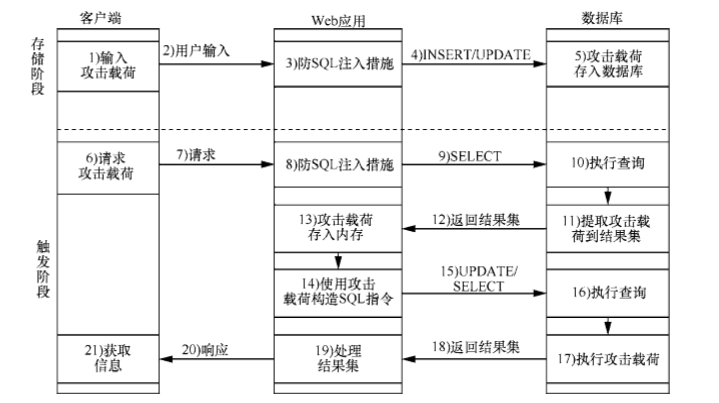 客户端
Web应用
数据库
存储阶段
1)输入
攻击载荷
2)用户输入
3)防SQL注入措施
4)INSERT/UPDATE
5)攻击载荷
存入数据库
触发阶段
6)请求
攻击载荷
7)请求
8)防SQL注入措施
9)SELECT
10)执行查询
11)提取攻击载
荷到结果集
12)返回结果集
13)攻击载荷
存入内存
14)使用攻击
载荷构造SQL指令
15)UPDATE/
SELECT
16)执行查询
17)执行攻击载荷
18)返回结果集
19)处理
结果集
20)响应
21)获取
信息